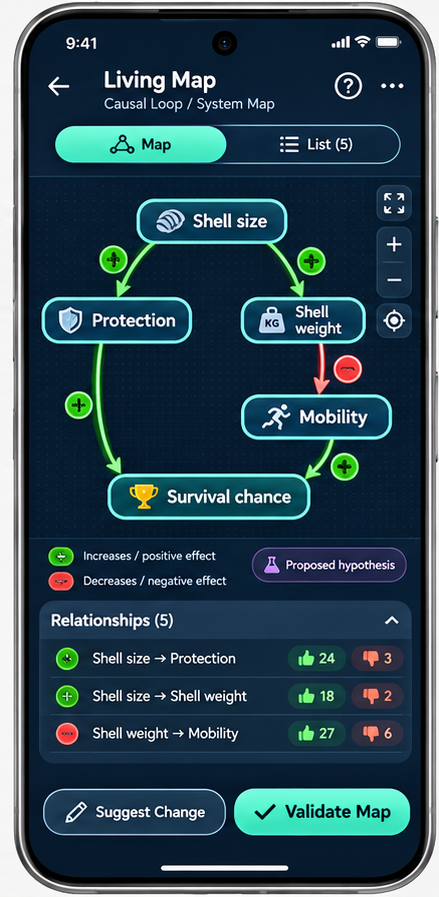 9:41
Living Map
Causal Loop / System Map
?
Map
List (5)
Shell size
+
+
+
−
Protection
Shell
weight
KG
−
+
Mobility
+
Survival chance
+ Increases / positive effect
− Decreases / negative effect
Proposed hypothesis
Relationships (5)
+ Shell size → Protection 24 3
+ Shell size → Shell weight 18 2
− Shell weight → Mobility 27 6
Suggest Change
Validate Map